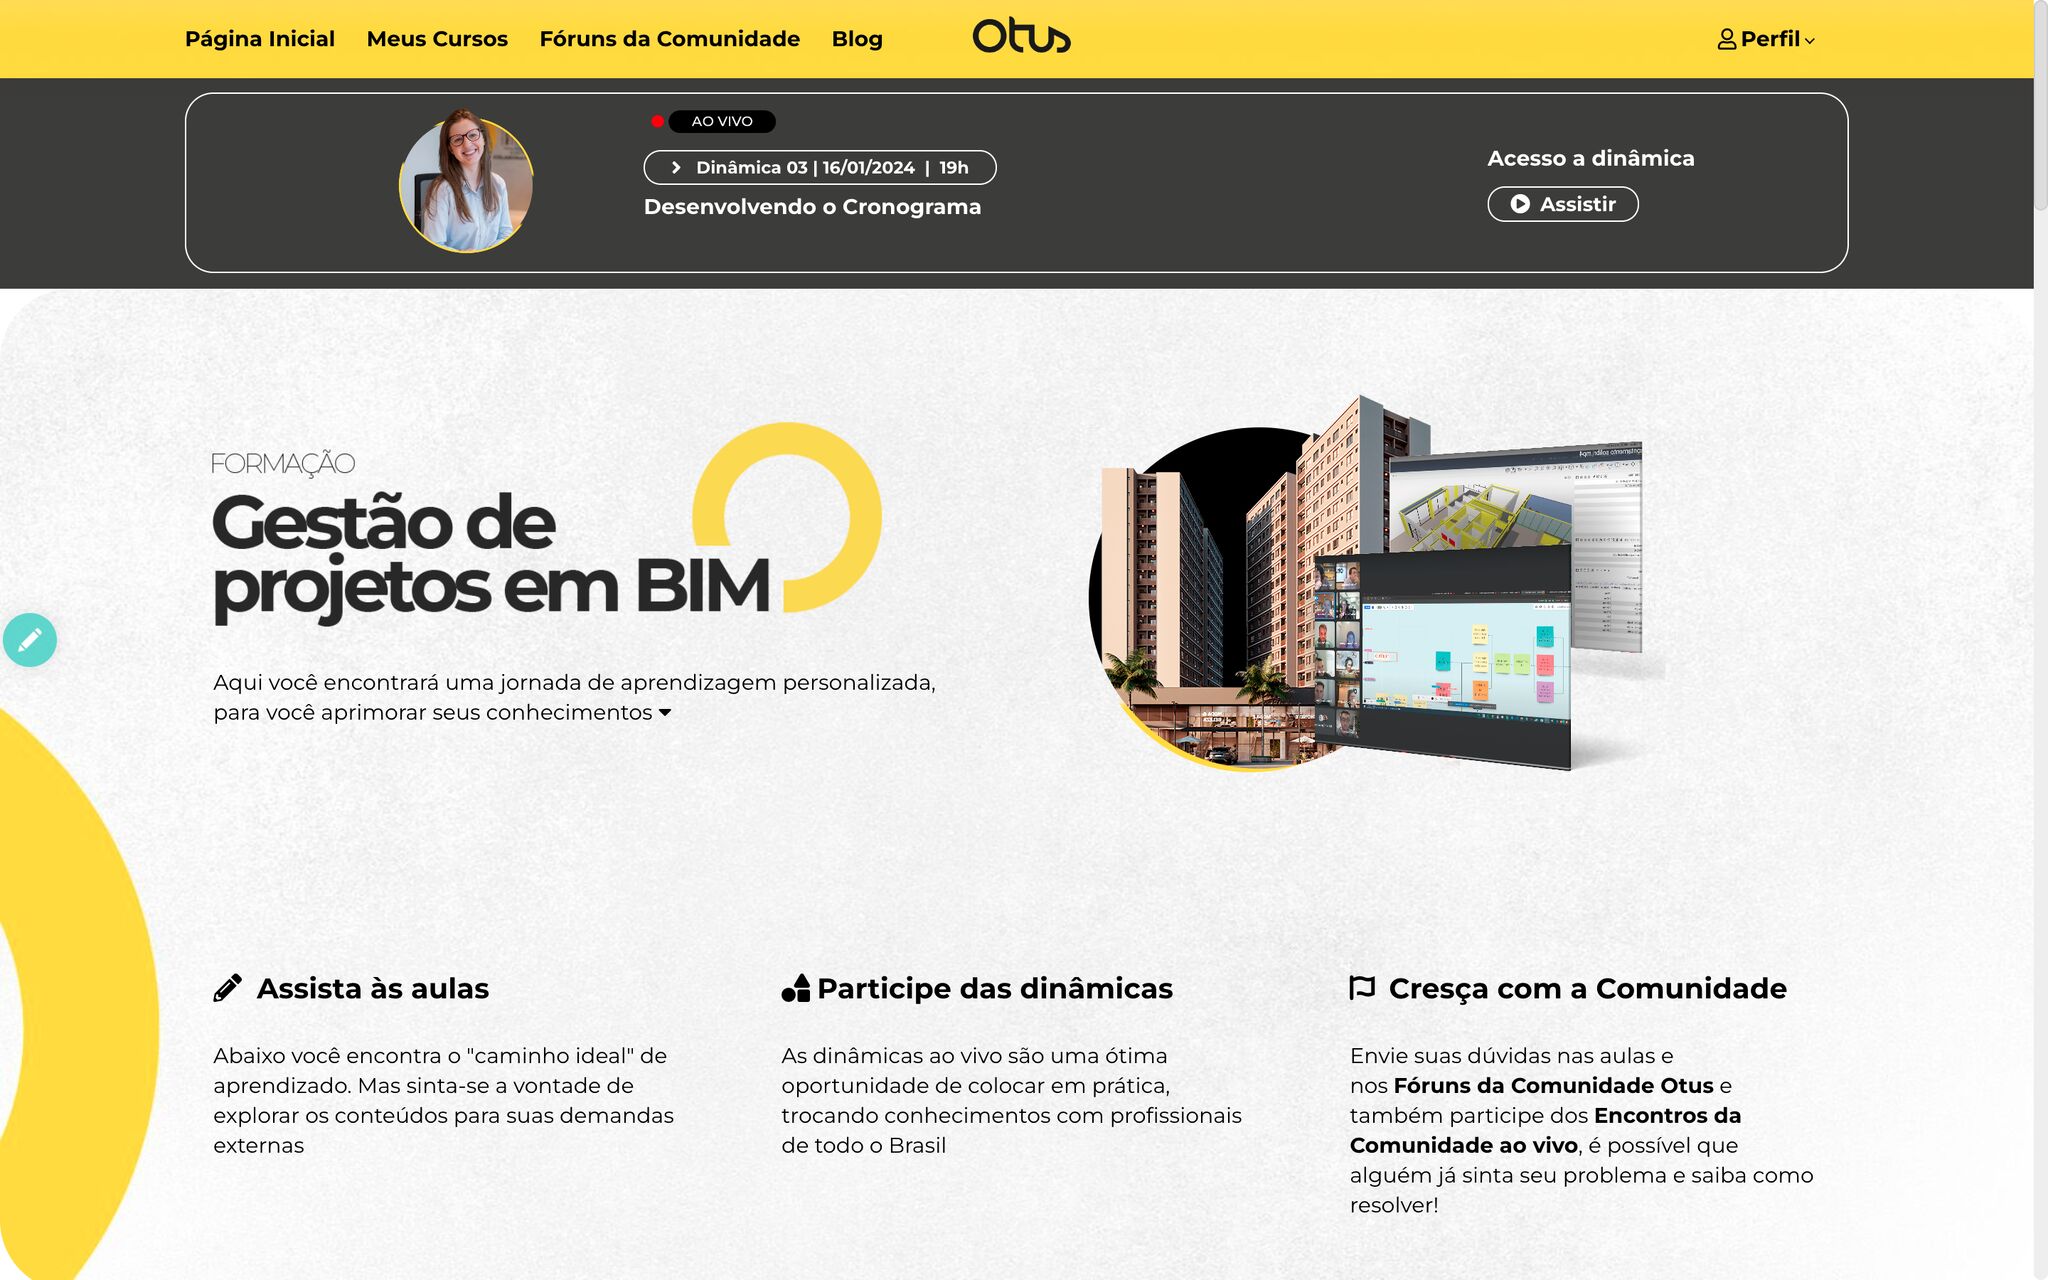 Página Inicial
Meus Cursos
Fóruns da Comunidade
Blog
Otus
Perfil
AO VIVO
Dinâmica 03 | 16/01/2024 | 19h
Desenvolvendo o Cronograma
Acesso a dinâmica
Assistir
FORMAÇÃO
Gestão de
projetos em BIM
Aqui você encontrará uma jornada de aprendizagem personalizada,
para você aprimorar seus conhecimentos
Assista às aulas
Abaixo você encontra o "caminho ideal" de
aprendizado. Mas sinta-se a vontade de
explorar os conteúdos para suas demandas
externas
Participe das dinâmicas
As dinâmicas ao vivo são uma ótima
oportunidade de colocar em prática,
trocando conhecimentos com profissionais
de todo o Brasil
Cresça com a Comunidade
Envie suas dúvidas nas aulas e
nos Fóruns da Comunidade Otus e
também participe dos Encontros da
Comunidade ao vivo, é possível que
alguém já sinta seu problema e saiba como
resolver!